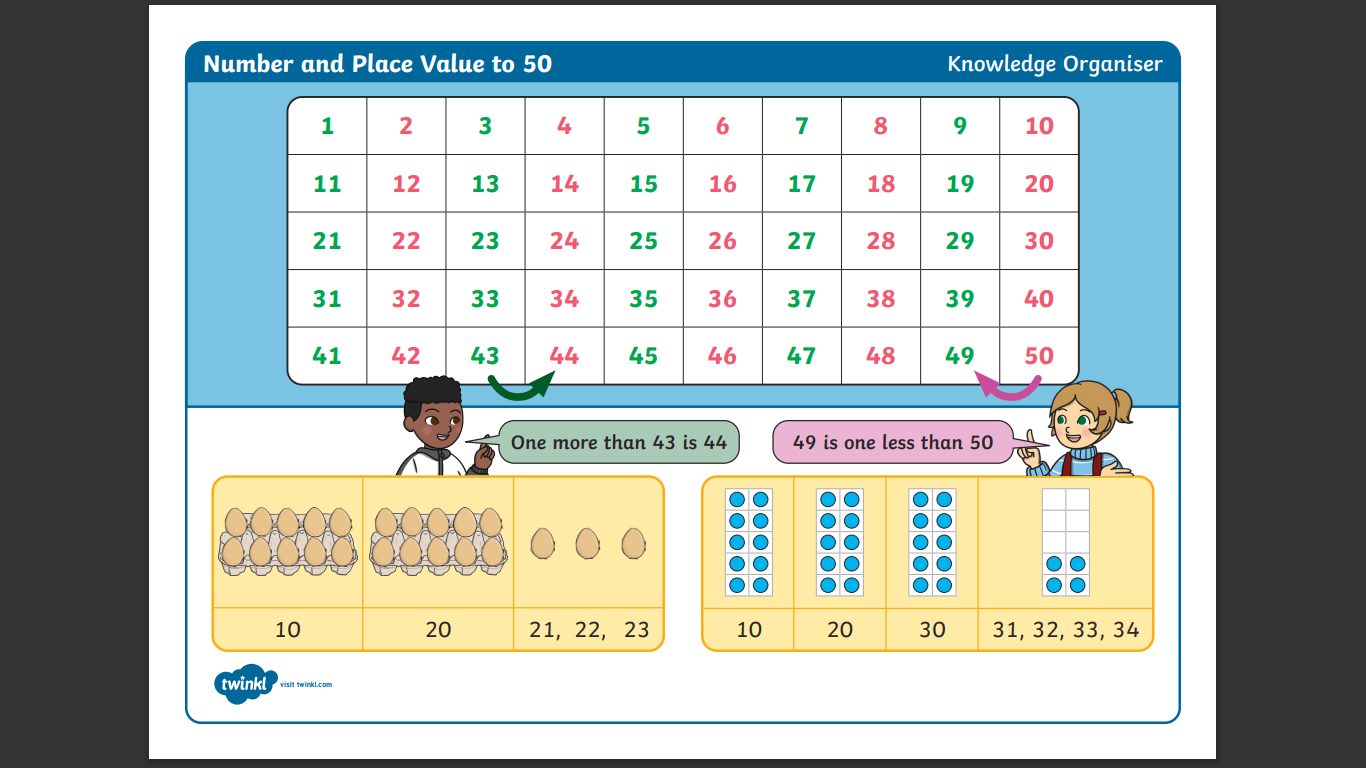 Number and Place Value to 50
Knowledge Organiser
1 2 3 4 5 6 7 8 9 10
11 12 13 14 15 16 17 18 19 20
21 22 23 24 25 26 27 28 29 30
31 32 33 34 35 36 37 38 39 40
41 42 43 44 45 46 47 48 49 50
One more than 43 is 44
49 is one less than 50
10 20 21, 22, 23
10 20 30 31, 32, 33, 34
twinkl
visit twinkl.com